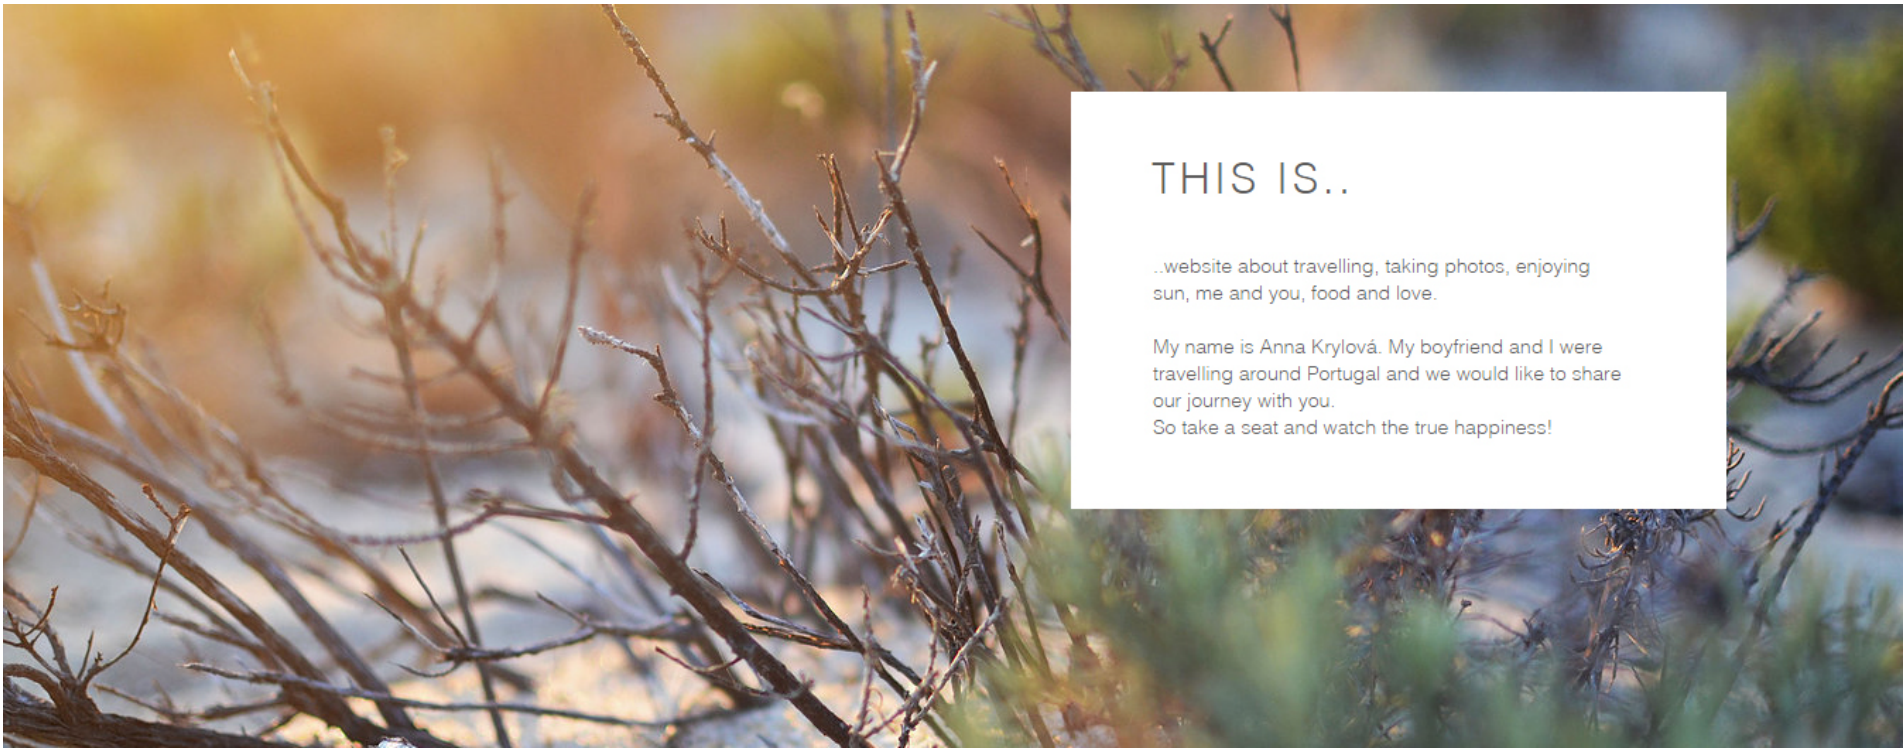 THIS IS..
..website about travelling, taking photos, enjoying
sun, me and you, food and love.
My name is Anna Krylová. My boyfriend and I were
travelling around Portugal and we would like to share
our journey with you.
So take a seat and watch the true happiness!